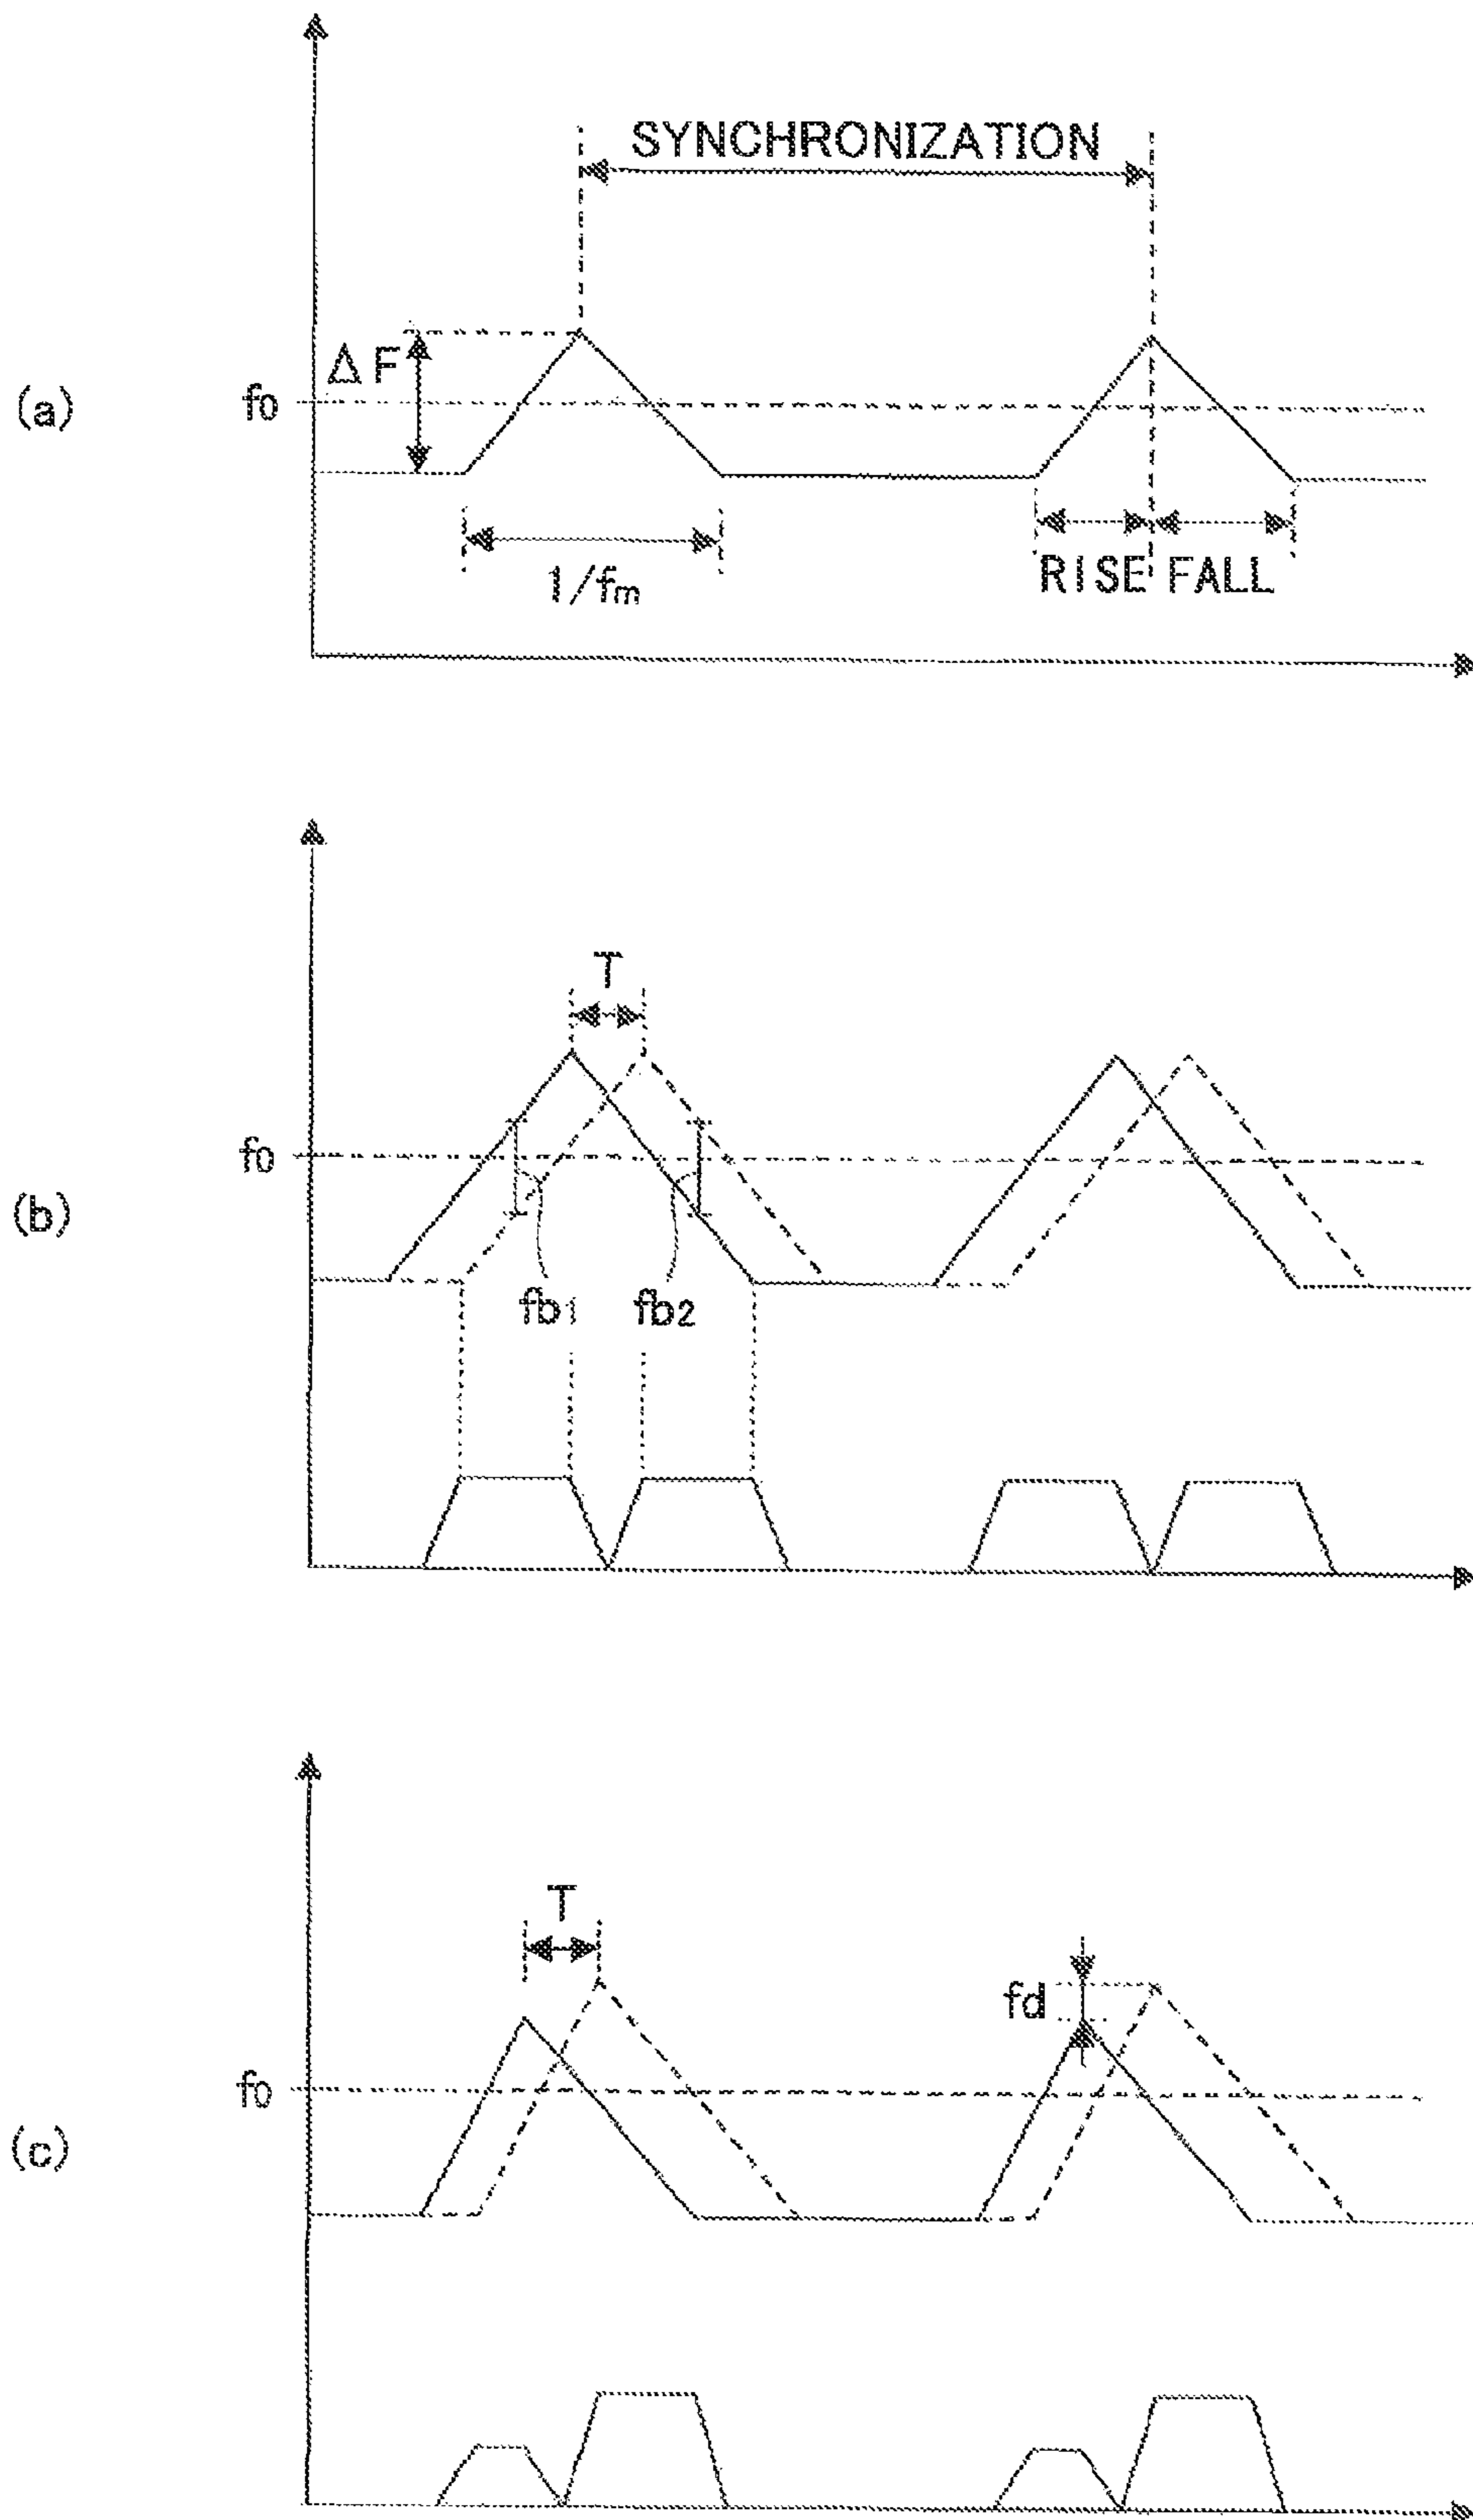 SYNCHRONIZATION
ΔF
(a)
f0
1/fm
RISE FALL
T
f0
(b)
fb1
fb2
T
fd
f0
(c)